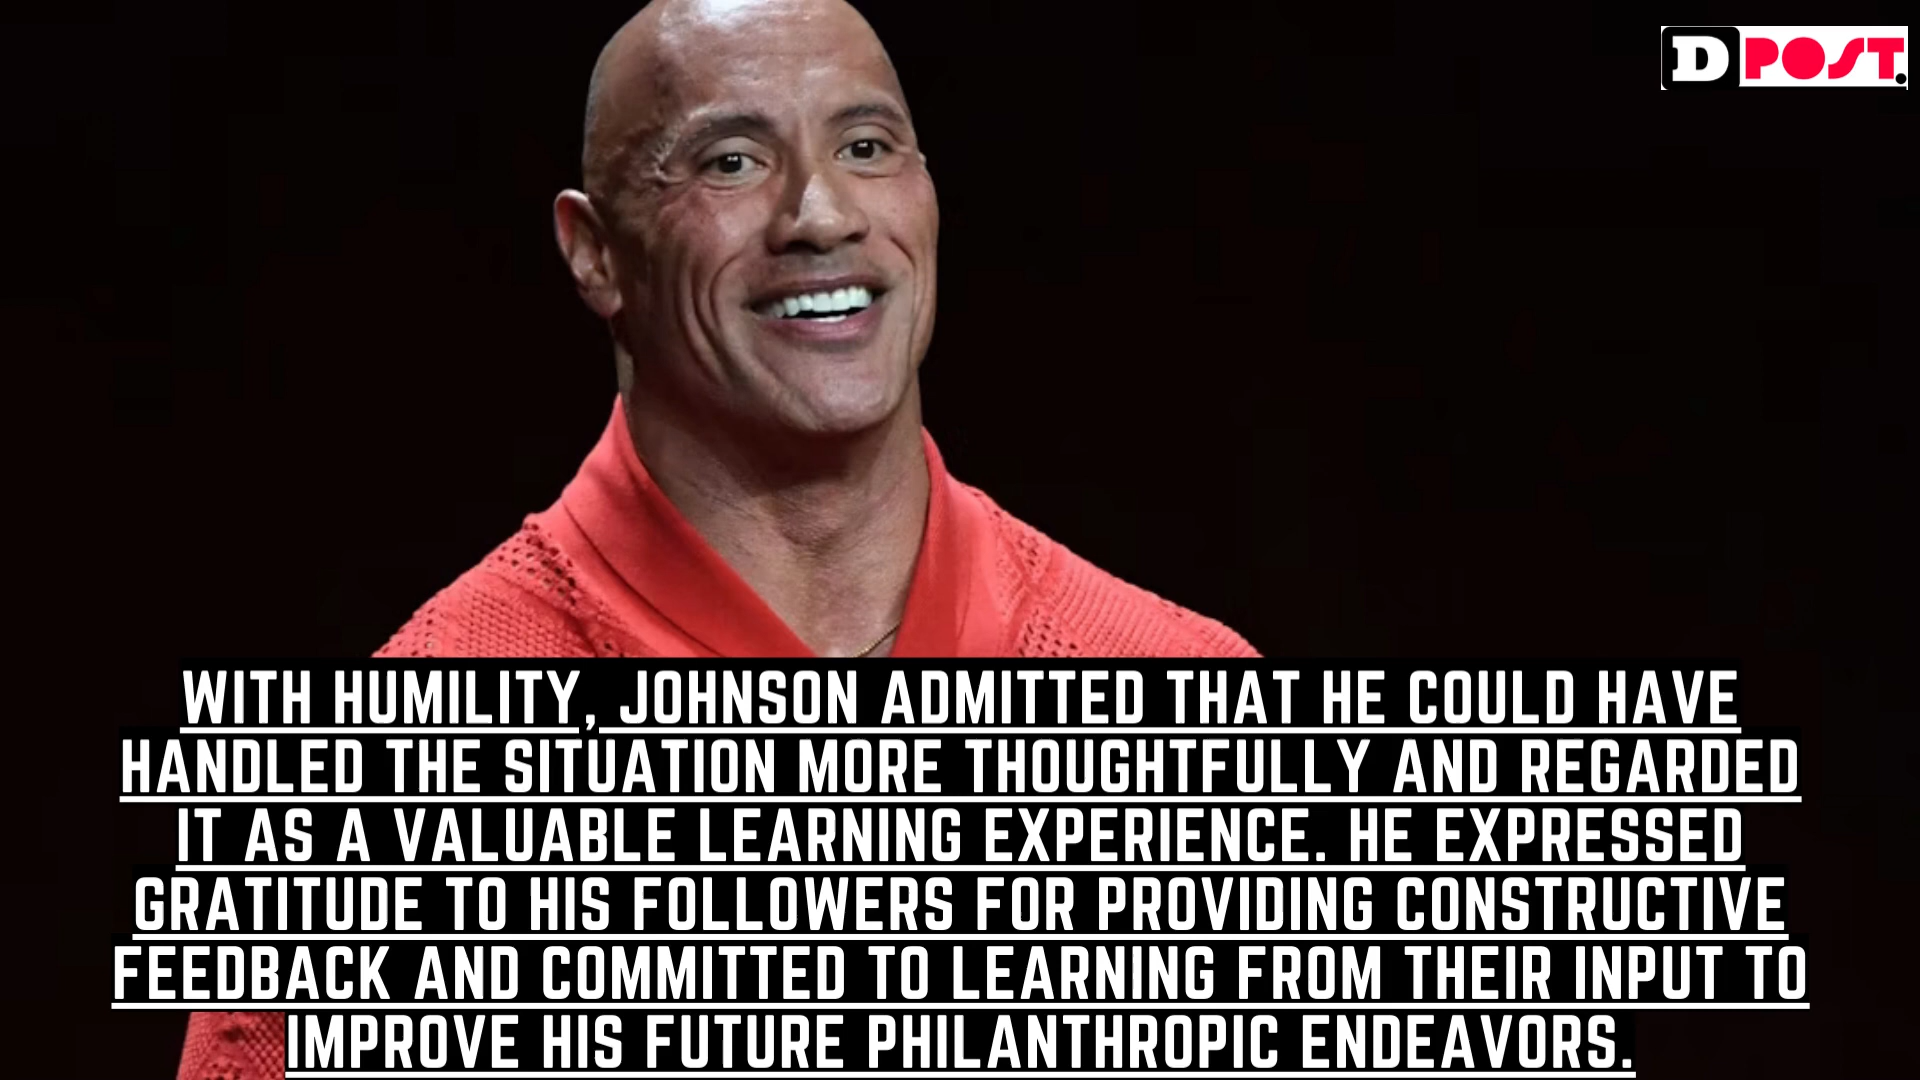 D POST.
WITH HUMILITY, JOHNSON ADMITTED THAT HE COULD HAVE
HANDLED THE SITUATION MORE THOUGHTFULLY AND REGARDED
IT AS A VALUABLE LEARNING EXPERIENCE. HE EXPRESSED
GRATITUDE TO HIS FOLLOWERS FOR PROVIDING CONSTRUCTIVE
FEEDBACK AND COMMITTED TO LEARNING FROM THEIR INPUT TO
IMPROVE HIS FUTURE PHILANTHROPIC ENDEAVORS.